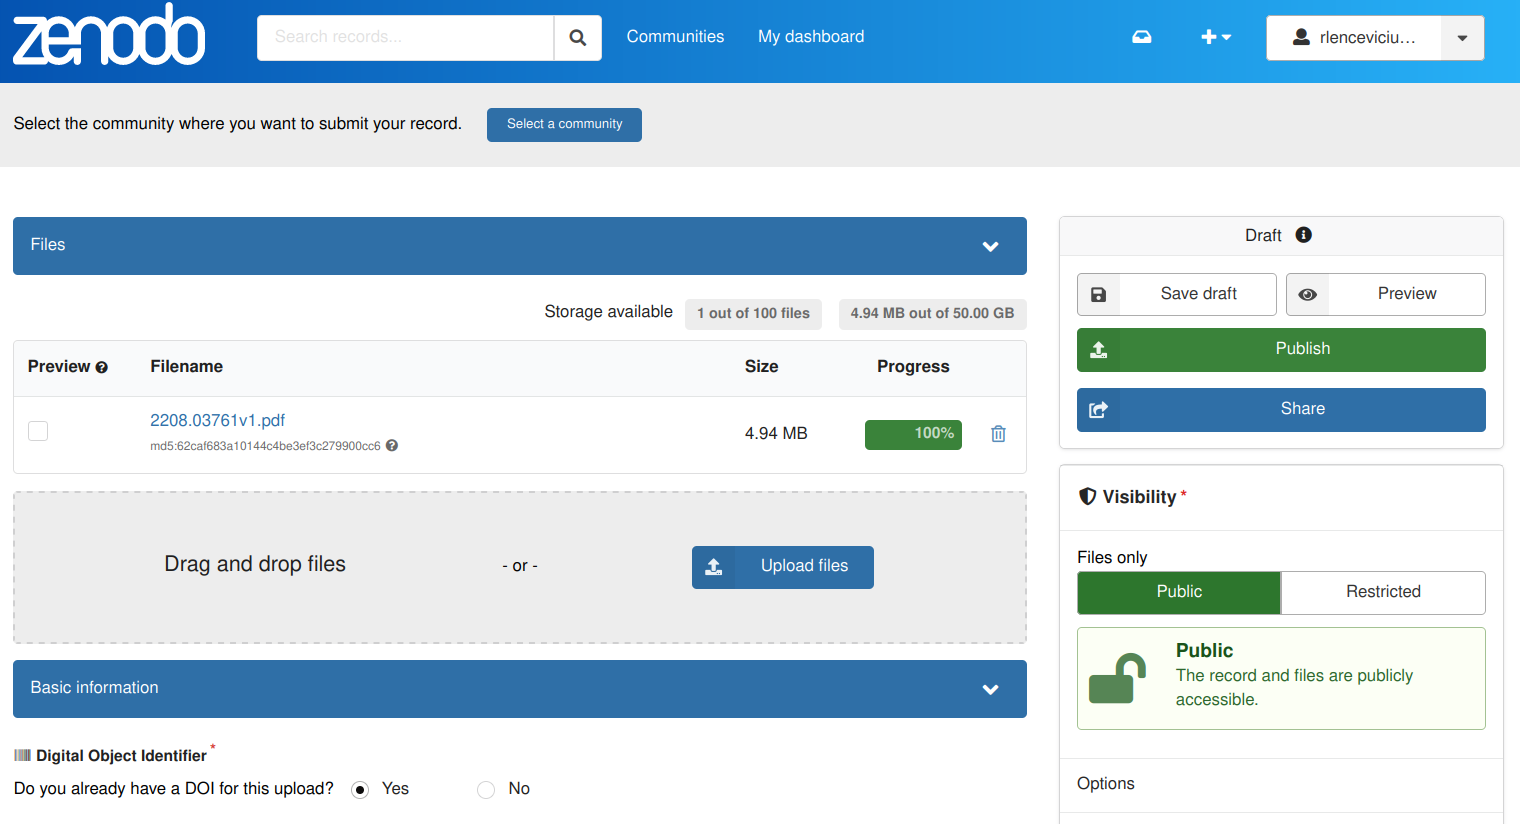 zenodo
Search records...
Communities
My dashboard
rlenceviciu...
Select the community where you want to submit your record.
Select a community
Files
Storage available
1 out of 100 files
4.94 MB out of 50.00 GB
Preview
Filename
Size
Progress
2208.03761v1.pdf
md5:62caf683a10144c4be3ef3c279900cc6
4.94 MB
100%
Drag and drop files
- or -
Upload files
Basic information
Digital Object Identifier *
Do you already have a DOI for this upload?
Yes
No
Draft
Save draft
Preview
Publish
Share
Visibility *
Files only
Public
Restricted
Public
The record and files are publicly
accessible.
Options